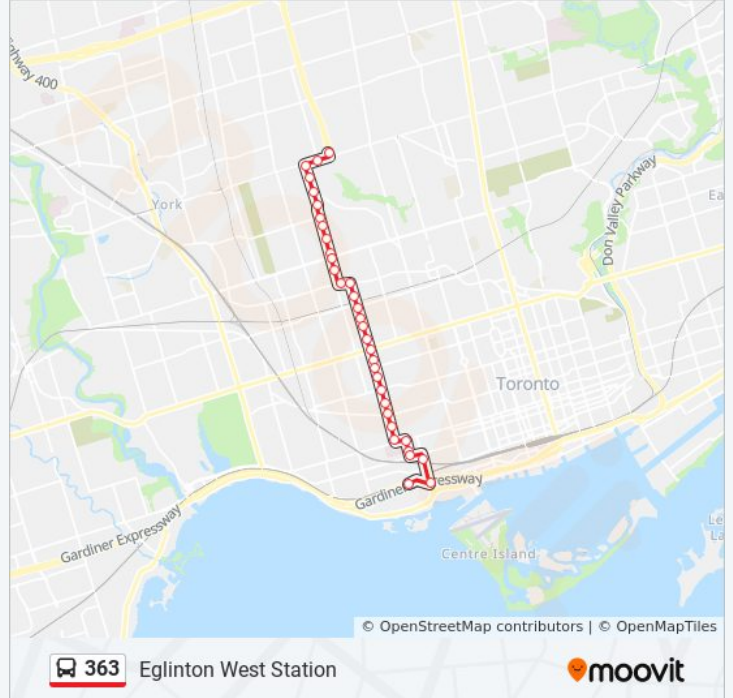 Highway 400
York
Don Valley Parkway
Ea
Toronto
Gardiner Expressway
Gardiner Expressway
Centre Island
Le
La
© OpenStreetMap contributors | © OpenMapTiles
363 Eglinton West Station
moovit